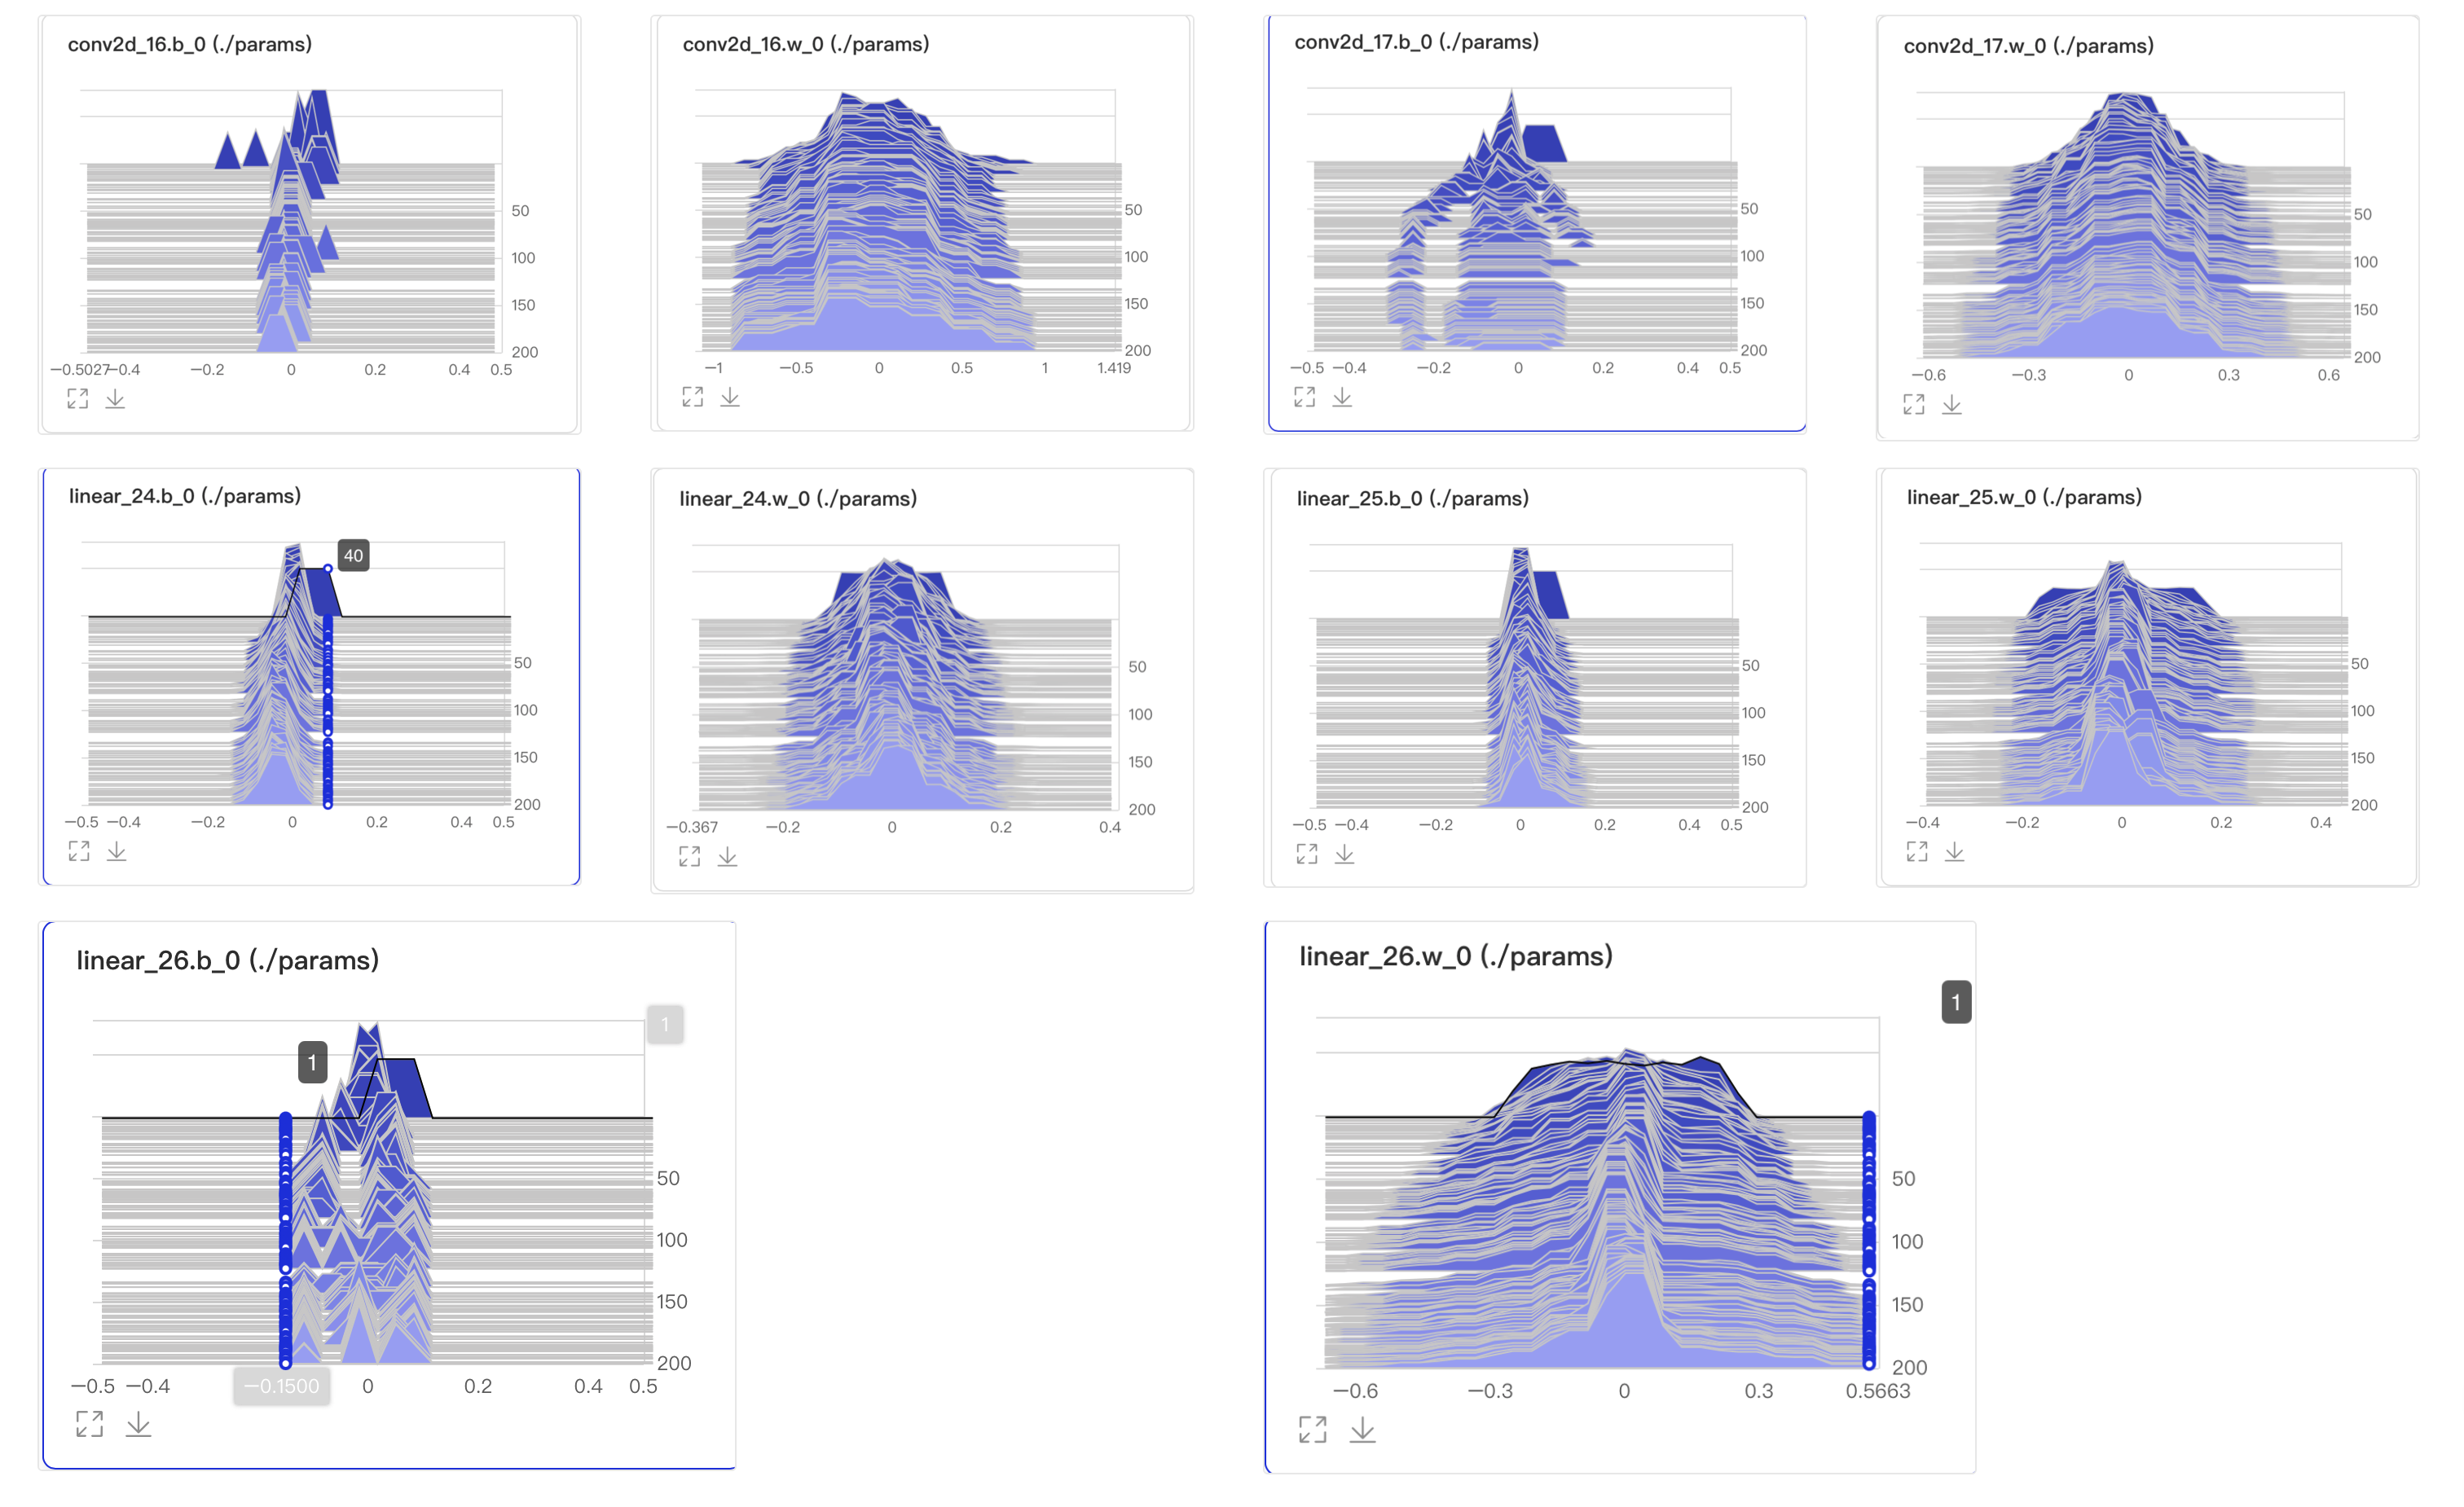 conv2d_16.b_0 (./params)
50
100
150
200
−0.5027 −0.4 −0.2 0 0.2 0.4 0.5
conv2d_16.w_0 (./params)
50
100
150
200
−1 −0.5 0 0.5 1 1.419
conv2d_17.b_0 (./params)
50
100
150
200
−0.5 −0.4 −0.2 0 0.2 0.4 0.5
conv2d_17.w_0 (./params)
50
100
150
200
−0.6 −0.3 0 0.3 0.6
linear_24.b_0 (./params)
40
50
100
150
200
−0.5 −0.4 −0.2 0 0.2 0.4 0.5
linear_24.w_0 (./params)
50
100
150
200
−0.367 −0.2 0 0.2 0.4
linear_25.b_0 (./params)
50
100
150
200
−0.5 −0.4 −0.2 0 0.2 0.4 0.5
linear_25.w_0 (./params)
50
100
150
200
−0.4 −0.2 0 0.2 0.4
linear_26.b_0 (./params)
1
1
50
100
150
200
−0.5 −0.4 −0.1500 0 0.2 0.4 0.5
linear_26.w_0 (./params)
1
50
100
150
200
−0.6 −0.3 0 0.3 0.5663